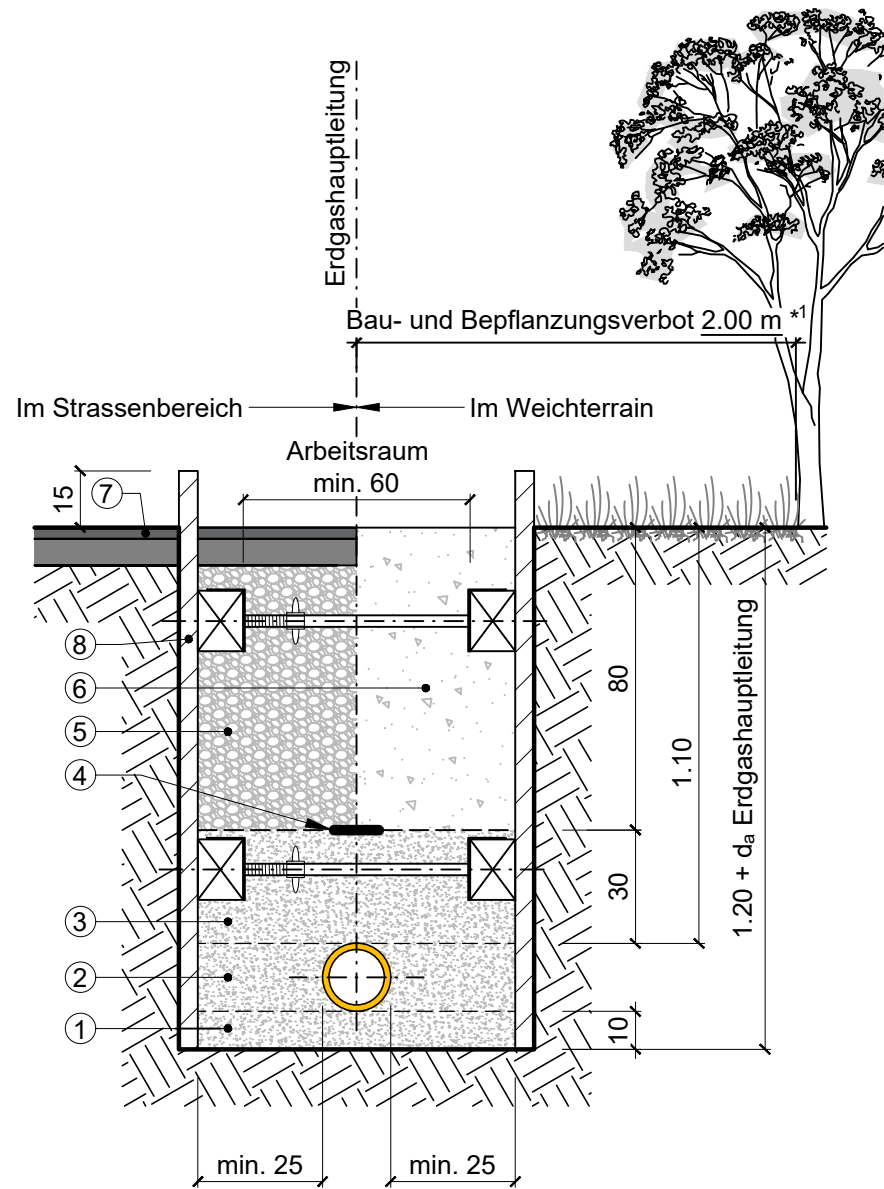 Erdgashauptleitung
Bau- und Bepflanzungsverbot 2.00 m *1
Im Strassenbereich
Im Weichterrain
Arbeitsraum
min. 60
15
7
8
6
5
4
3
2
1
80
1.10
1.20 + da Erdgashauptleitung
30
10
min. 25
min. 25